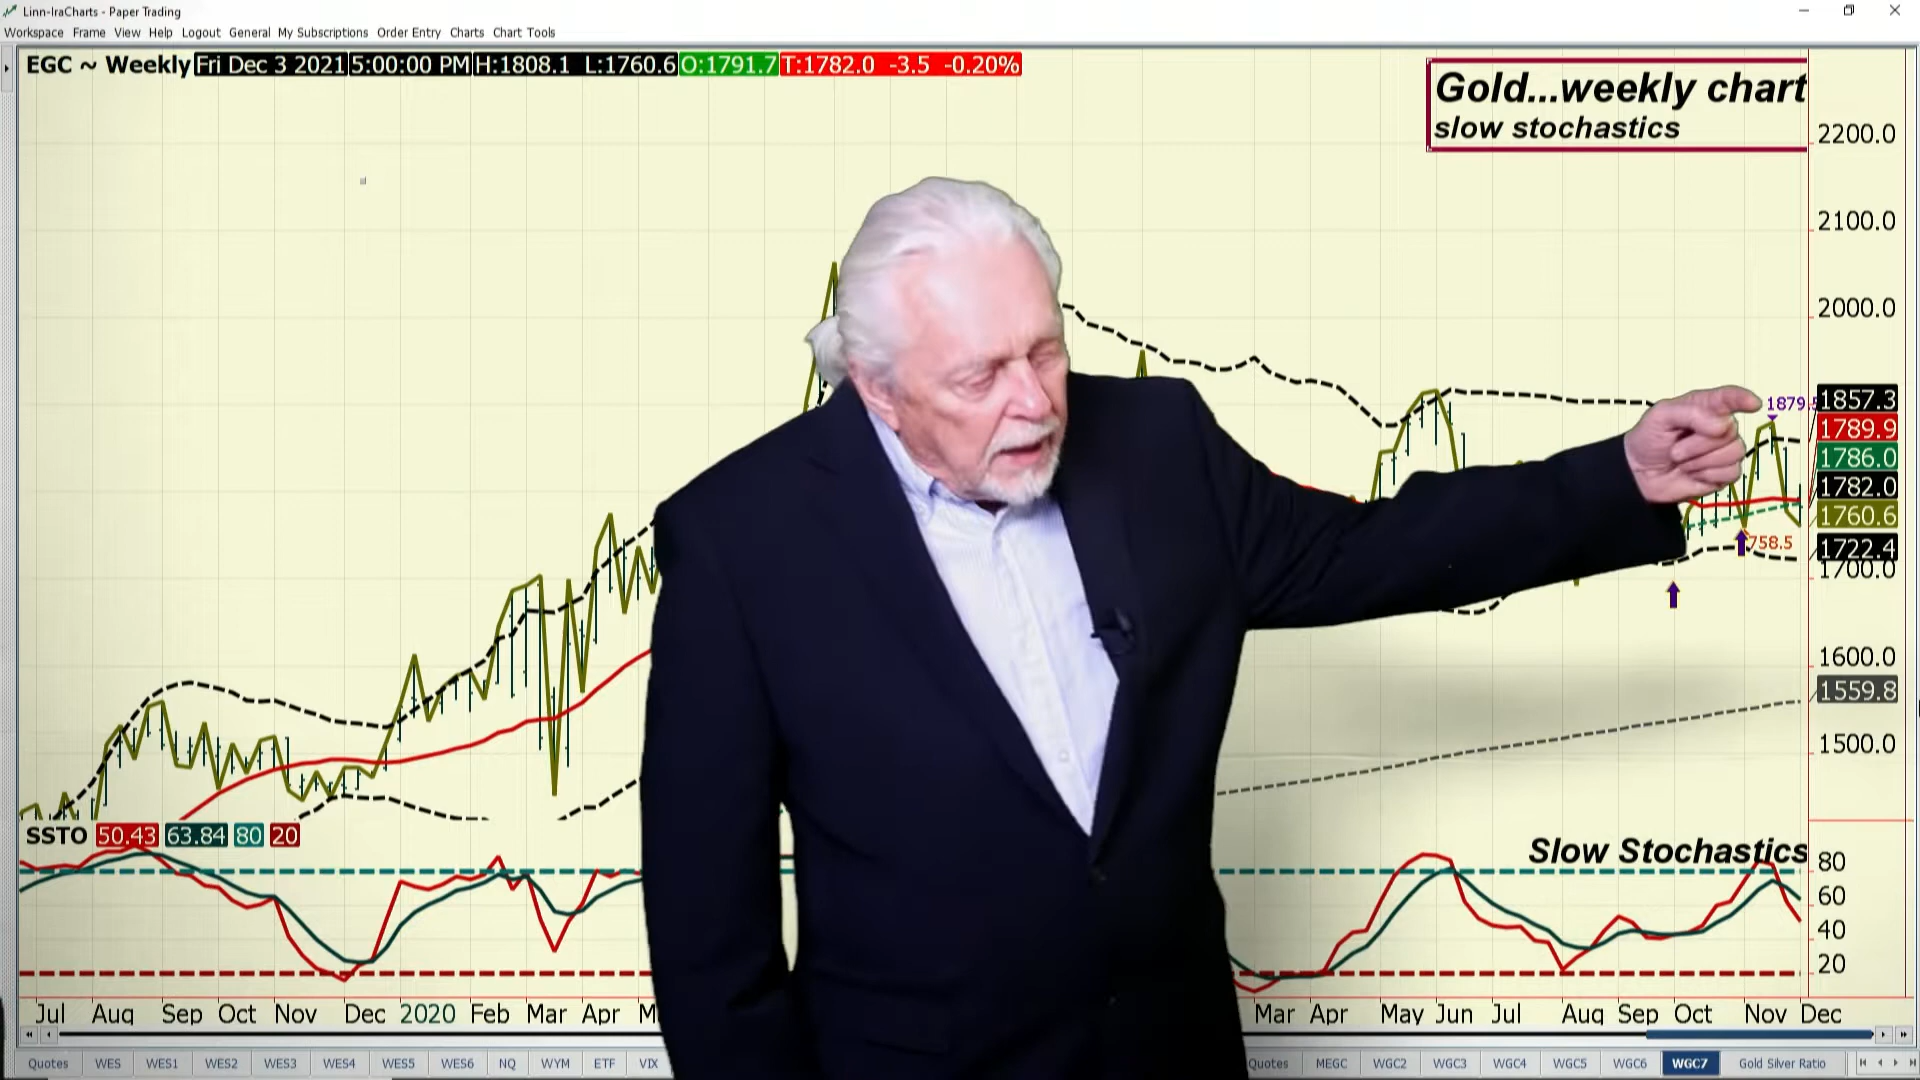 Linn-IraCharts - Paper Trading
Workspace Frame View Help Logout General My Subscriptions Order Entry Charts Chart Tools
EGC ~ Weekly Fri Dec 3 2021 5:00:00 PM H:1808.1 L:1760.6 O:1791.7 T:1782.0 -3.5 -0.20%
Gold...weekly chart
slow stochastics
2200.0
2100.0
2000.0
1879.
1857.3
1789.9
1786.0
1782.0
1760.6
758.5
1722.4
1700.0
1600.0
1559.8
1500.0
SSTO 50.43 63.84 80 20
Slow Stochastics
80
60
40
20
Jul Aug Sep Oct Nov Dec 2020 Feb Mar Apr M Mar Apr May Jun Jul Aug Sep Oct Nov Dec
Quotes WES WES1 WES2 WES3 WES4 WES5 WES6 NQ WYM ETF VIX Quotes MEGC WGC2 WGC3 WGC4 WGC5 WGC6 WGC7 Gold Silver Ratio